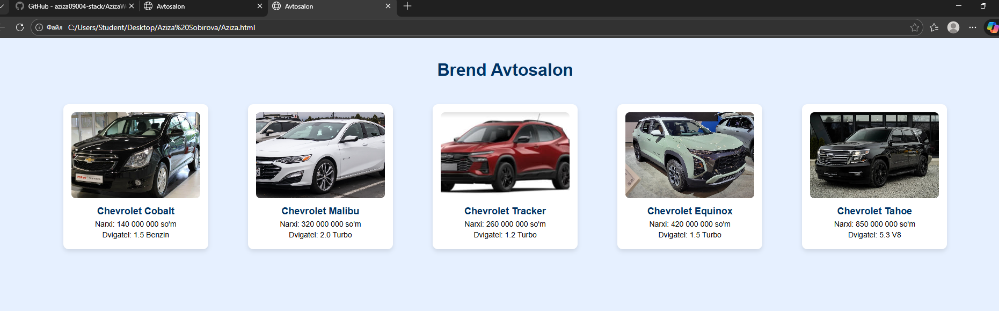 GitHub - aziza09004-stack/AzizaW
Avtosalon
Avtosalon
Файл C:/Users/Student/Desktop/Aziza%20Sobirova/Aziza.html
Brend Avtosalon
Chevrolet Cobalt
Narxi: 140 000 000 so'm
Dvigatel: 1.5 Benzin
Chevrolet Malibu
Narxi: 320 000 000 so'm
Dvigatel: 2.0 Turbo
Chevrolet Tracker
Narxi: 260 000 000 so'm
Dvigatel: 1.2 Turbo
Chevrolet Equinox
Narxi: 420 000 000 so'm
Dvigatel: 1.5 Turbo
Chevrolet Tahoe
Narxi: 850 000 000 so'm
Dvigatel: 5.3 V8